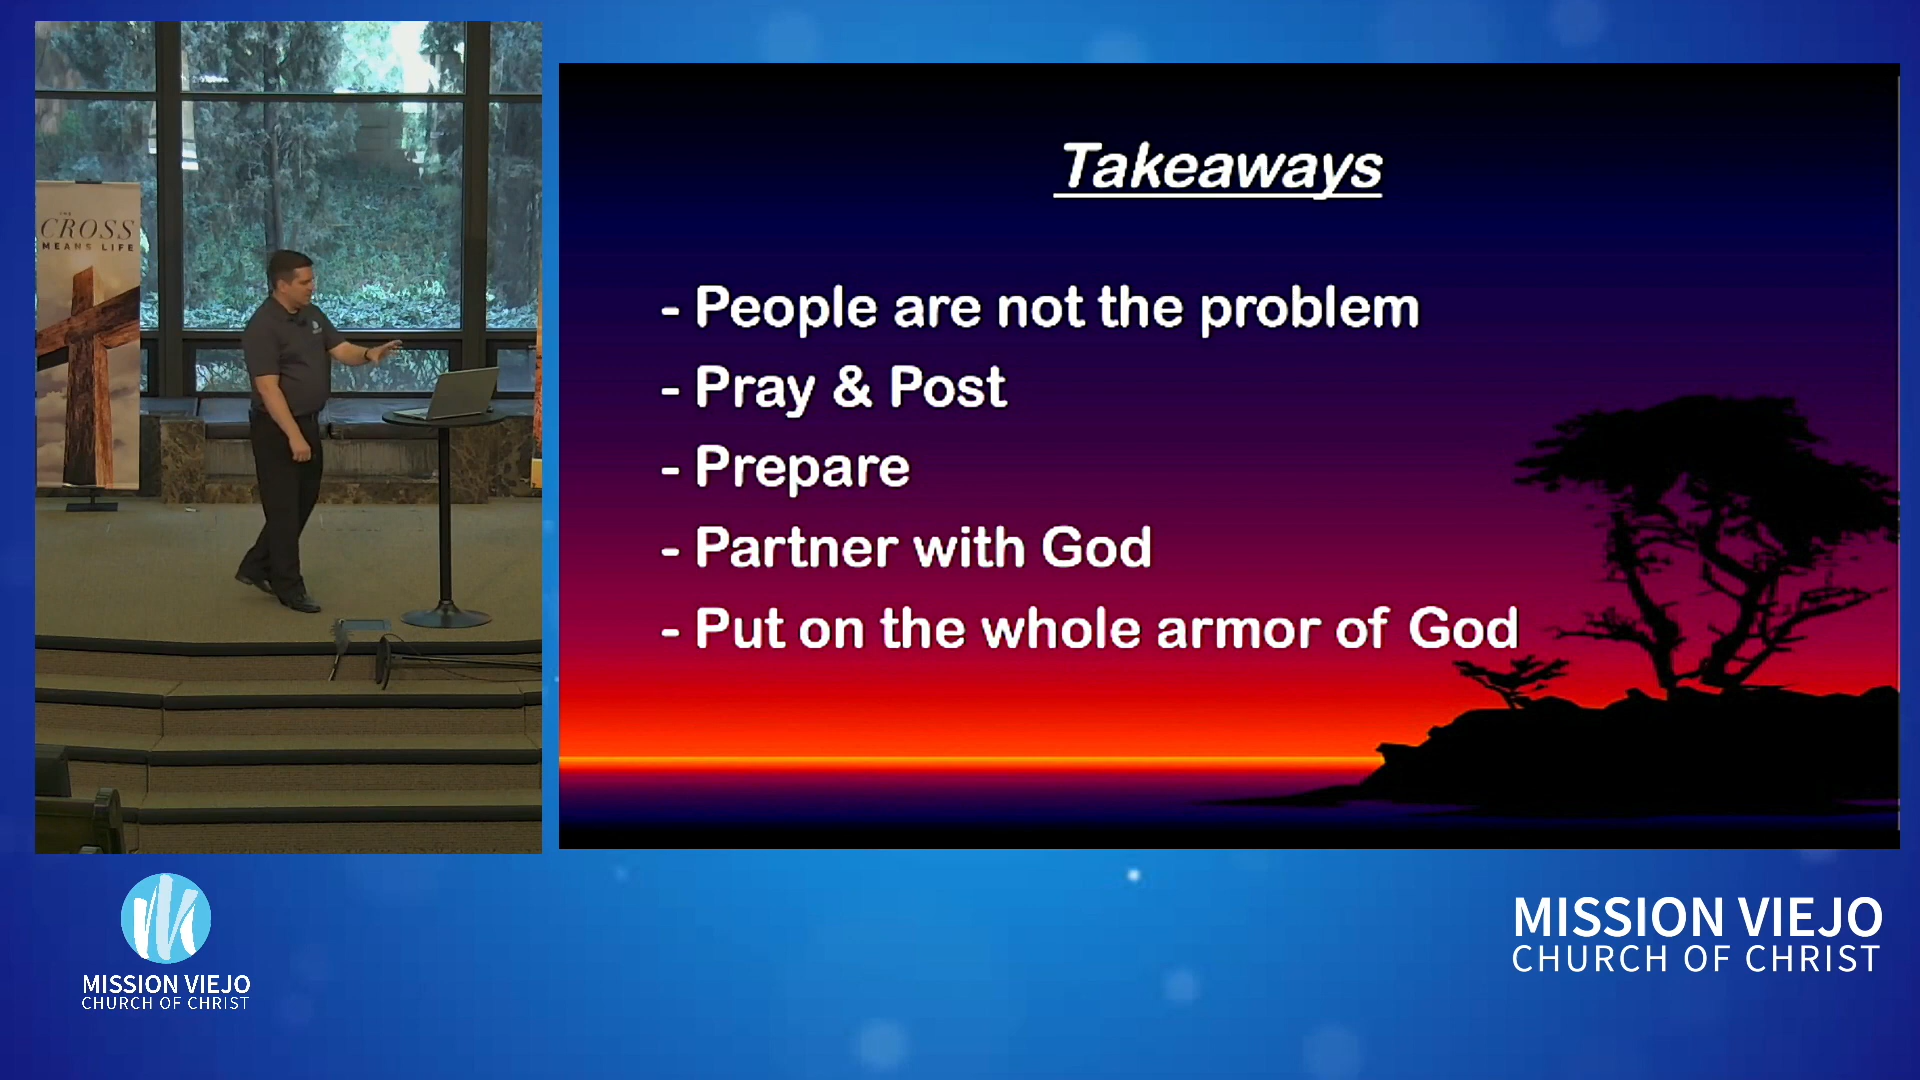 THE
CROSS
MEANS LIFE
Takeaways
- People are not the problem
- Pray & Post
- Prepare
- Partner with God
- Put on the whole armor of God
MISSION VIEJO
CHURCH OF CHRIST
MISSION VIEJO
CHURCH OF CHRIST